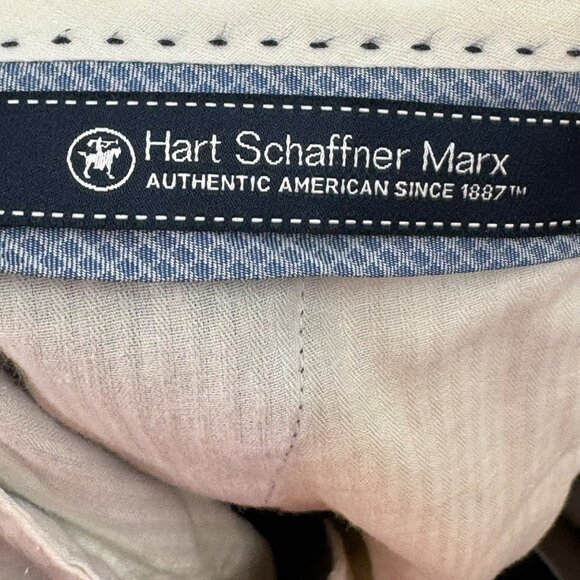 Hart Schaffner Marx
AUTHENTIC AMERICAN SINCE 1887™